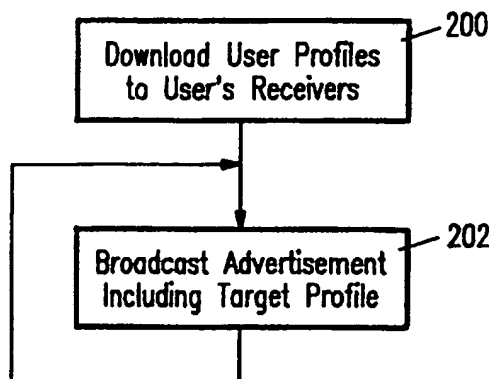 200
Download User Profiles
to User's Receivers
202
Broadcast Advertisement
Including Target Profile